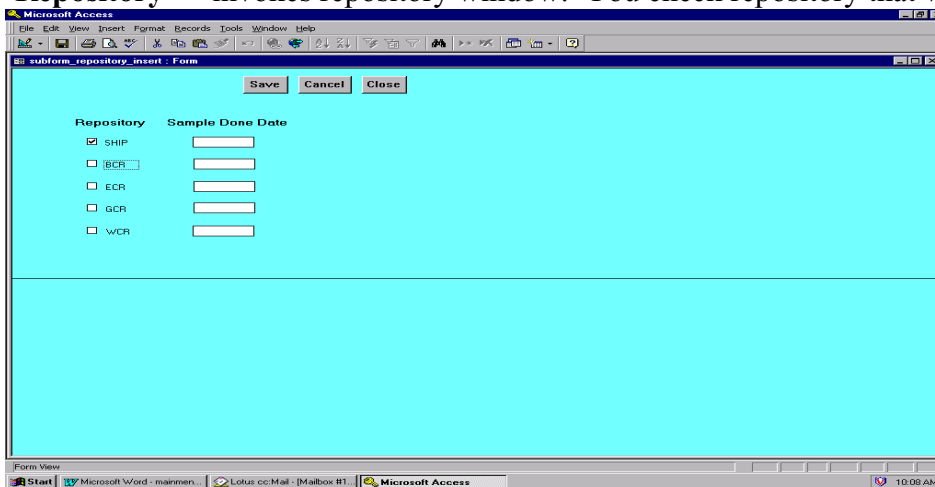 Repository — invokes repository window. You check repository that
Microsoft Access
File Edit View Insert Format Records Tools Window Help
subform_repository_insert : Form
Save Cancel Close
Repository Sample Done Date
SHIP
BCR
ECR
GCR
WCR
Form View
Start Microsoft Word - mainmen... Lotus cc:Mail - [Mailbox #1... Microsoft Access 10:08 AM